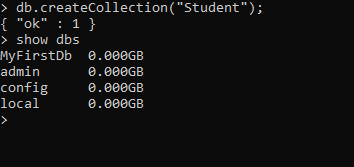 > db.createCollection("Student");
{ "ok" : 1 }
> show dbs
MyFirstDb  0.000GB
admin      0.000GB
config     0.000GB
local      0.000GB
>